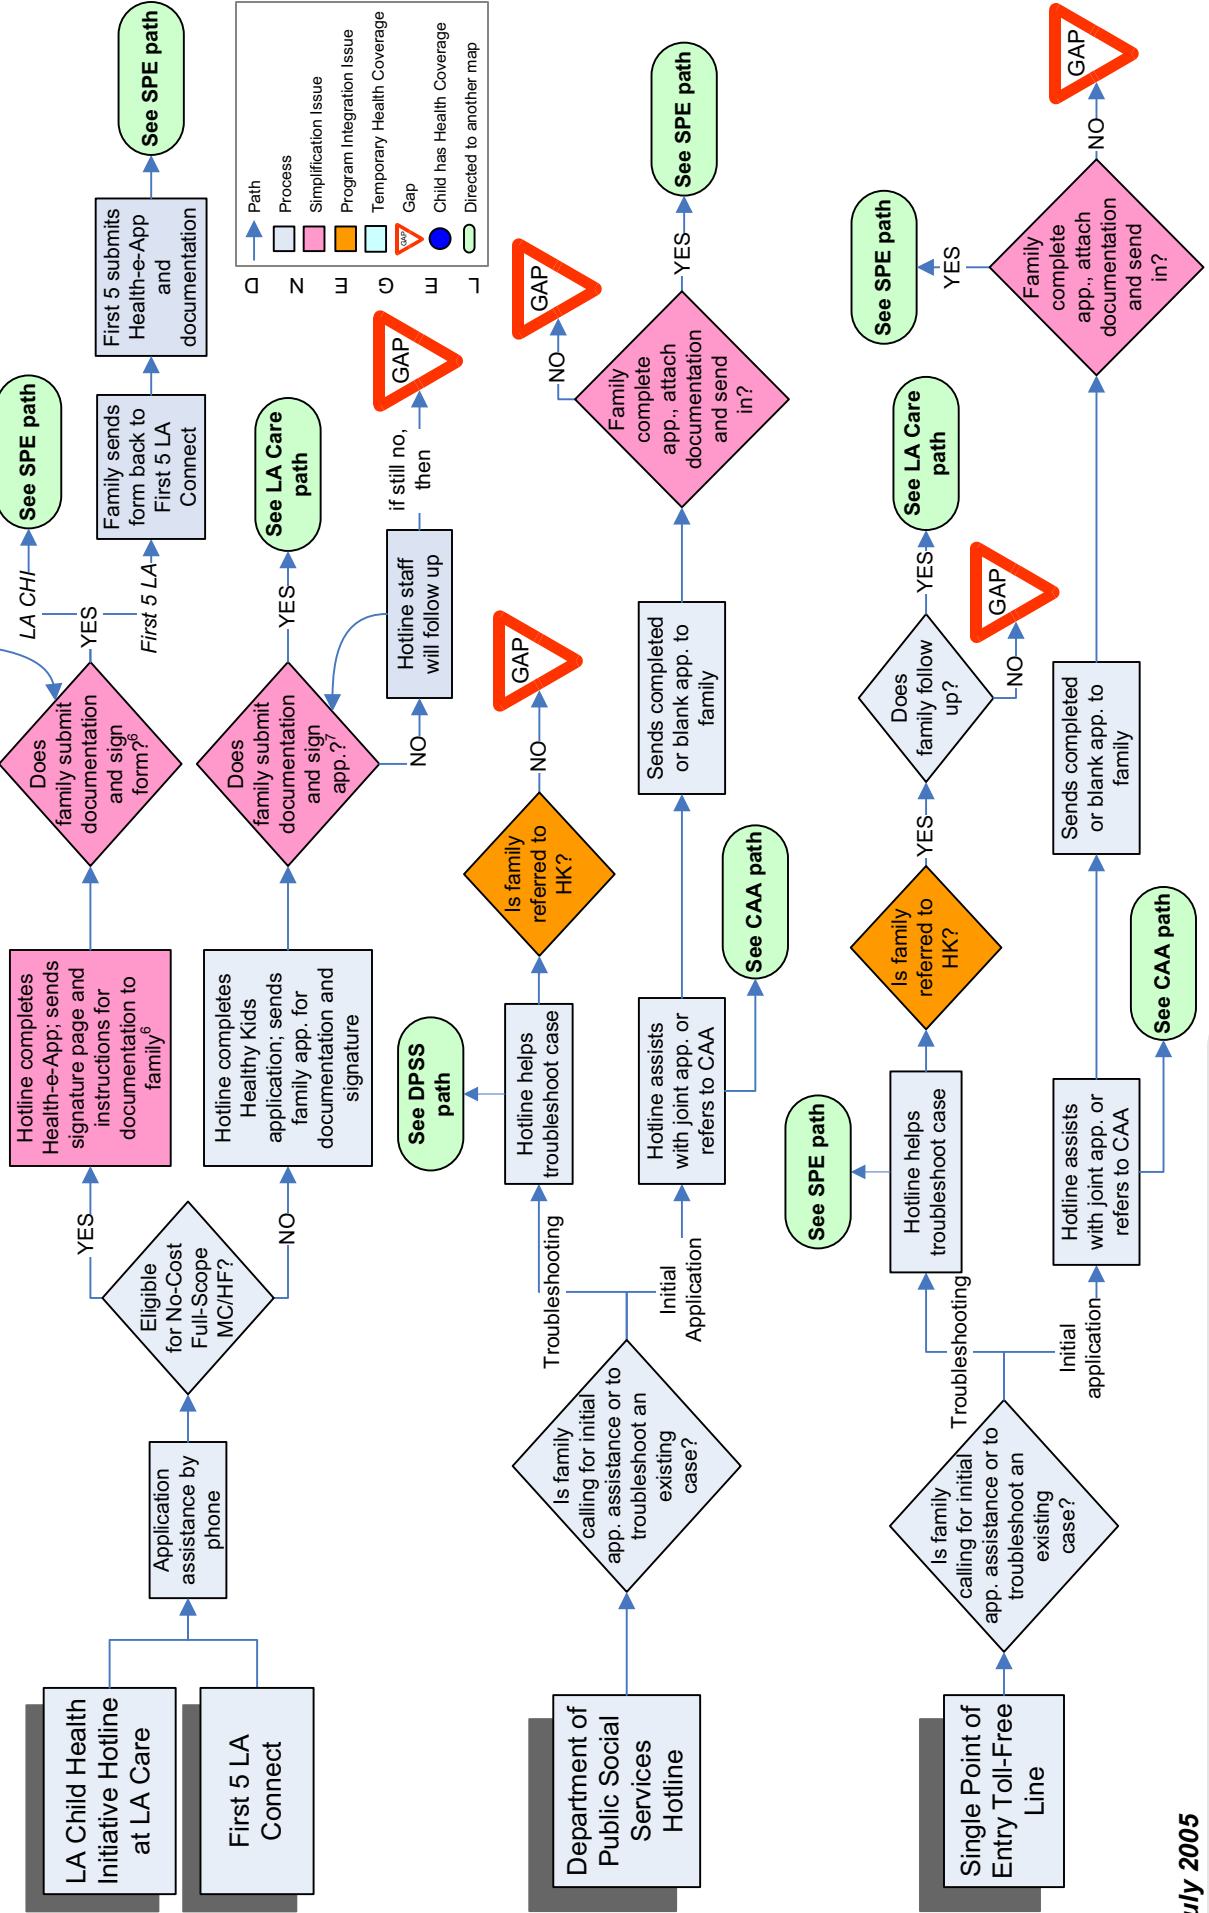 LA Child Health
Initiative Hotline
at LA Care
First 5 LA
Connect
Application
assistance by
phone
Eligible
for No-Cost
Full-Scope
MC/HF?
YES
NO
Hotline completes
Health-e-App; sends
signature page and
instructions for
documentation to
family6
Hotline completes
Healthy Kids
application; sends
family app. for
documentation and
signature
Does
family submit
documentation
and sign
form?6
YES
LA CHI
First 5 LA
See SPE path
Family sends
form back to
First 5 LA
Connect
First 5 submits
Health-e-App
and
documentation
See SPE path
Does
family submit
documentation
and sign
app.?7
YES
See LA Care
path
NO
Hotline staff
will follow up
if still no,
then
GAP
L E G E N D
Path
Process
Simplification Issue
Program Integration Issue
Temporary Health Coverage
GAP
Gap
Child has Health Coverage
Directed to another map
Department of
Public Social
Services
Hotline
Is family
calling for initial
app. assistance or to
troubleshoot an
existing
case?
Troubleshooting
Initial
Application
Hotline helps
troubleshoot case
See DPSS
path
Is family
referred to
HK?
NO
GAP
Hotline assists
with joint app. or
refers to CAA
See CAA path
Sends completed
or blank app. to
family
Family
complete
app., attach
documentation
and send
in?
NO
GAP
YES
See SPE path
Single Point of
Entry Toll-Free
Line
Is family
calling for initial
app. assistance or to
troubleshoot an
existing
case?
Troubleshooting
Initial
application
Hotline helps
troubleshoot case
See SPE path
Is family
referred to
HK?
YES
Does
family follow
up?
YES
See LA Care
path
NO
GAP
Hotline assists
with joint app. or
refers to CAA
See CAA path
Sends completed
or blank app. to
family
Family
complete
app., attach
documentation
and send
in?
YES
See SPE path
NO
GAP
uly 2005